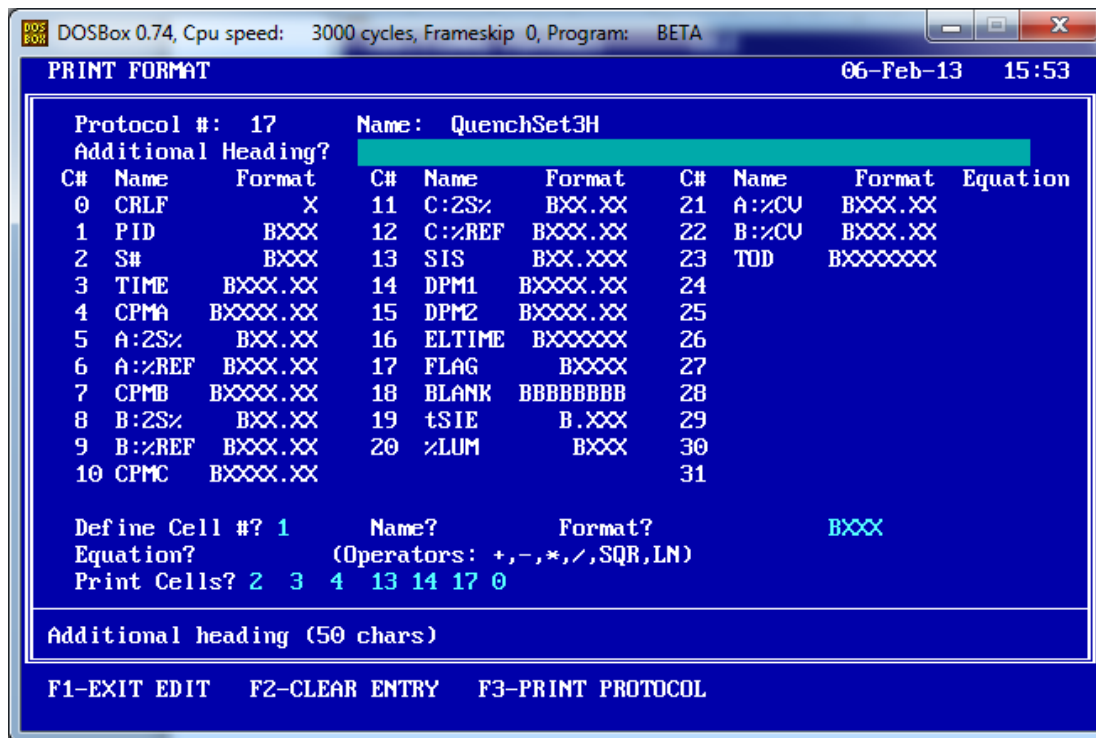 DOS BOX DOSBox 0.74, Cpu speed: 3000 cycles, Frameskip 0, Program: BETA
PRINT FORMAT 06-Feb-13 15:53
Protocol #: 17 Name: QuenchSet3H
Additional Heading?
C# Name Format C# Name Format C# Name Format Equation
0 CRLF X 11 C:2S% BXX.XX 21 A:%CV BXXX.XX
1 PID BXXX 12 C:%REF BXXX.XX 22 B:%CV BXXX.XX
2 S# BXXX 13 SIS BXX.XXX 23 TOD BXXXXXXX
3 TIME BXXX.XX 14 DPM1 BXXXX.XX 24
4 CPMA BXXXX.XX 15 DPM2 BXXXX.XX 25
5 A:2S% BXX.XX 16 ELTIME BXXXXXX 26
6 A:%REF BXXX.XX 17 FLAG BXXXX 27
7 CPMB BXXXX.XX 18 BLANK BBBBBBBB 28
8 B:2S% BXX.XX 19 tSIE B.XXX 29
9 B:%REF BXXX.XX 20 %LUM BXXX 30
10 CPMC BXXXX.XX 31
Define Cell #? 1 Name? Format? BXXX
Equation? (Operators: +,-,*,/,SQR,LN)
Print Cells? 2 3 4 13 14 17 0
Additional heading (50 chars)
F1-EXIT EDIT F2-CLEAR ENTRY F3-PRINT PROTOCOL